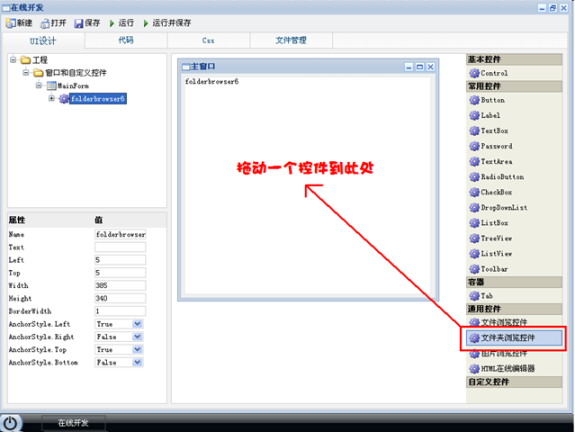 在线开发
新建 打开 保存 运行 运行并保存
UI设计 代码 Css 文件管理
工程
窗口和自定义控件
MainForm
folderbrowser6
属性 值
Name folderbrowser
Text
Left 5
Top 5
Width 385
Height 340
BorderWidth 1
AnchorStyle.Left True
AnchorStyle.Right False
AnchorStyle.Top True
AnchorStyle.Bottom False
主窗口
folderbrowser6
拖动一个控件到此处
基本控件
Control
常用控件
Button
Label
TextBox
Password
TextArea
RadioButton
CheckBox
DropDownList
ListBox
TreeView
ListView
Toolbar
容器
Tab
通用控件
文件浏览控件
文件夹浏览控件
图片浏览控件
HTML在线编辑器
自定义控件
在线开发